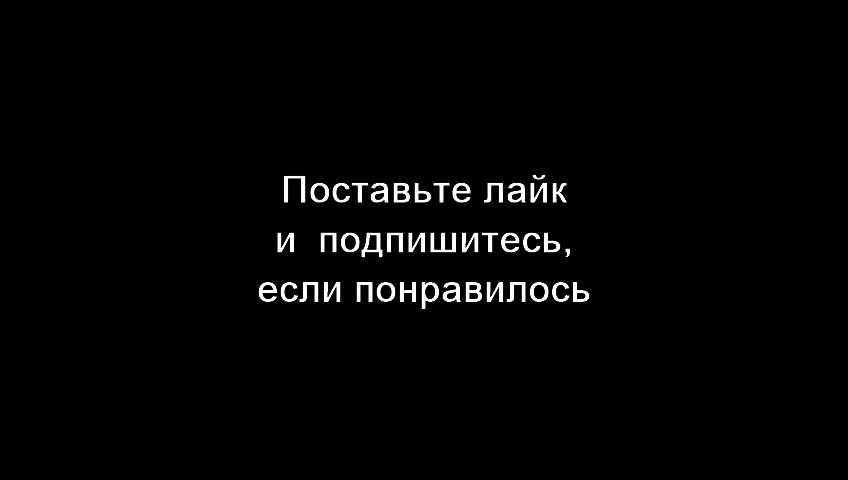 Поставьте лайк
и подпишитесь,
если понравилось